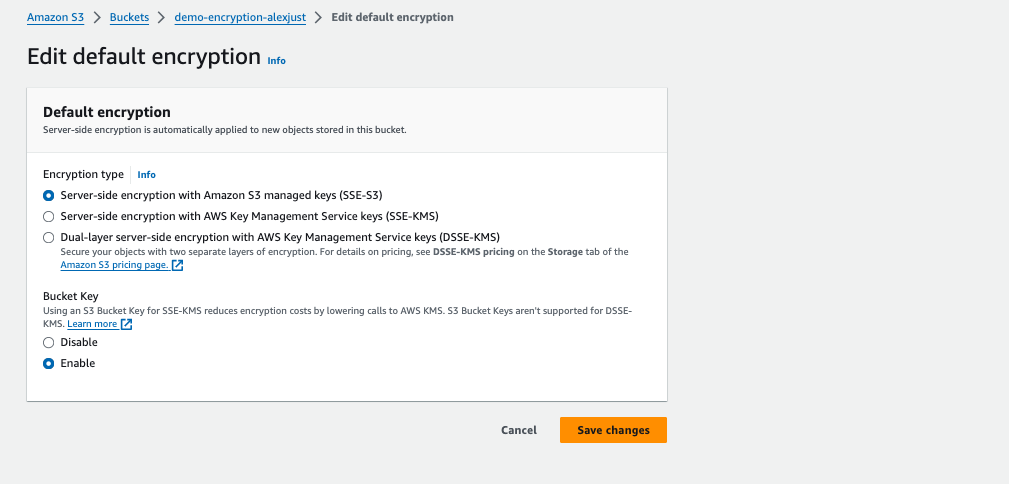 Amazon S3 > Buckets > demo-encryption-alexjust > Edit default encryption
Edit default encryption Info
Default encryption
Server-side encryption is automatically applied to new objects stored in this bucket.
Encryption type Info
Server-side encryption with Amazon S3 managed keys (SSE-S3)
Server-side encryption with AWS Key Management Service keys (SSE-KMS)
Dual-layer server-side encryption with AWS Key Management Service keys (DSSE-KMS)
Secure your objects with two separate layers of encryption. For details on pricing, see DSSE-KMS pricing on the Storage tab of the
Amazon S3 pricing page.
Bucket Key
Using an S3 Bucket Key for SSE-KMS reduces encryption costs by lowering calls to AWS KMS. S3 Bucket Keys aren't supported for DSSE-
KMS. Learn more
Disable
Enable
Cancel Save changes